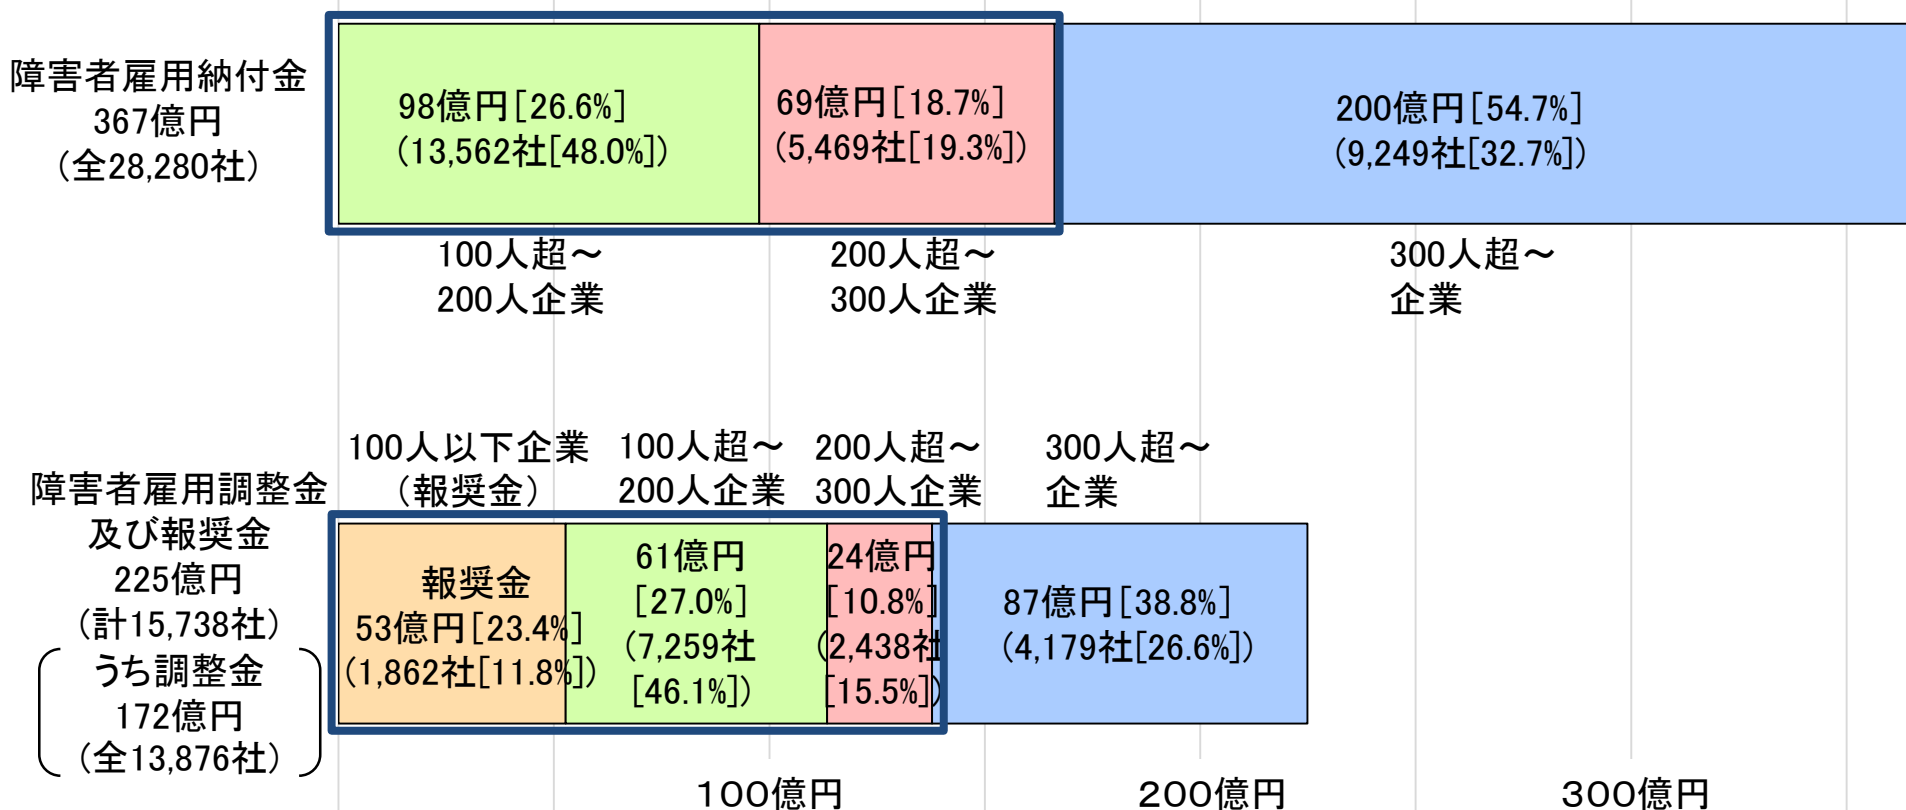 障害者雇用納付金
367億円
(全28,280社)
98億円[26.6%]
(13,562社[48.0%])
69億円[18.7%]
(5,469社[19.3%])
200億円[54.7%]
(9,249社[32.7%])
100人超～
200人企業
200人超～
300人企業
300人超～
企業
100人以下企業
(報奨金)
100人超～
200人企業
200人超～
300人企業
300人超～
企業
障害者雇用調整金
及び報奨金
225億円
(計15,738社)
うち調整金
172億円
(全13,876社)
報奨金
53億円[23.4%]
(1,862社[11.8%])
61億円
[27.0%]
(7,259社
[46.1%])
24億円
[10.8%]
(2,438社
[15.5%])
87億円[38.8%]
(4,179社[26.6%])
100億円
200億円
300億円